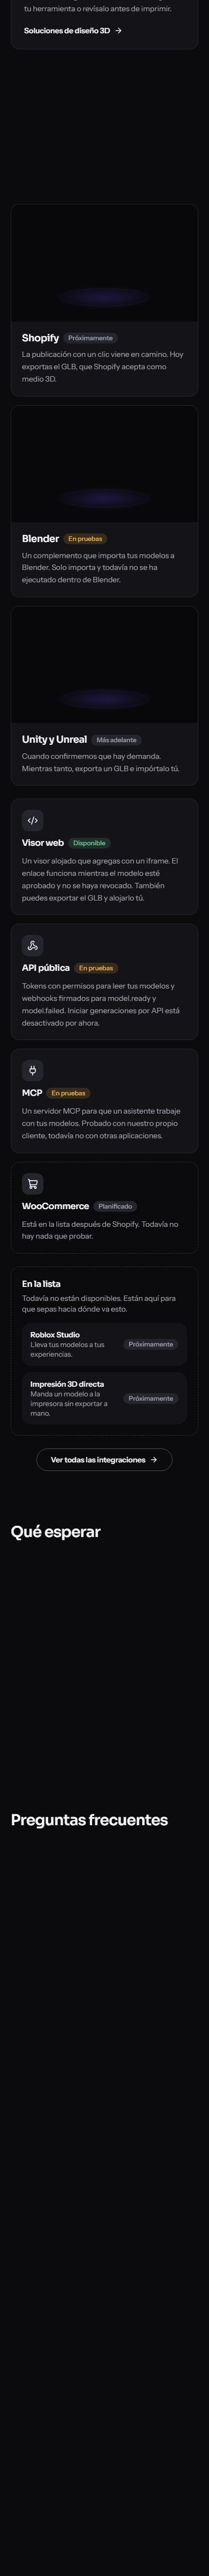 tu herramienta o revísalo antes de imprimir.
Soluciones de diseño 3D →
Shopify Próximamente
La publicación con un clic viene en camino. Hoy
exportas el GLB, que Shopify acepta como
medio 3D.
Blender En pruebas
Un complemento que importa tus modelos a
Blender. Solo importa y todavía no se ha
ejecutado dentro de Blender.
Unity y Unreal Más adelante
Cuando confirmemos que hay demanda.
Mientras tanto, exporta un GLB e impórtalo tú.
Visor web Disponible
Un visor alojado que agregas con un iframe. El
enlace funciona mientras el modelo esté
aprobado y no se haya revocado. También
puedes exportar el GLB y alojarlo tú.
API pública En pruebas
Tokens con permisos para leer tus modelos y
webhooks firmados para model.ready y
model.failed. Iniciar generaciones por API está
desactivado por ahora.
MCP En pruebas
Un servidor MCP para que un asistente trabaje
con tus modelos. Probado con nuestro propio
cliente, todavía no con otras aplicaciones.
WooCommerce Planificado
Está en la lista después de Shopify. Todavía no
hay nada que probar.
En la lista
Todavía no están disponibles. Están aquí para
que sepas hacia dónde va esto.
Roblox Studio
Lleva tus modelos a tus
experiencias.
Próximamente
Impresión 3D directa
Manda un modelo a la
impresora sin exportar a
mano.
Próximamente
Ver todas las integraciones →
Qué esperar
Preguntas frecuentes